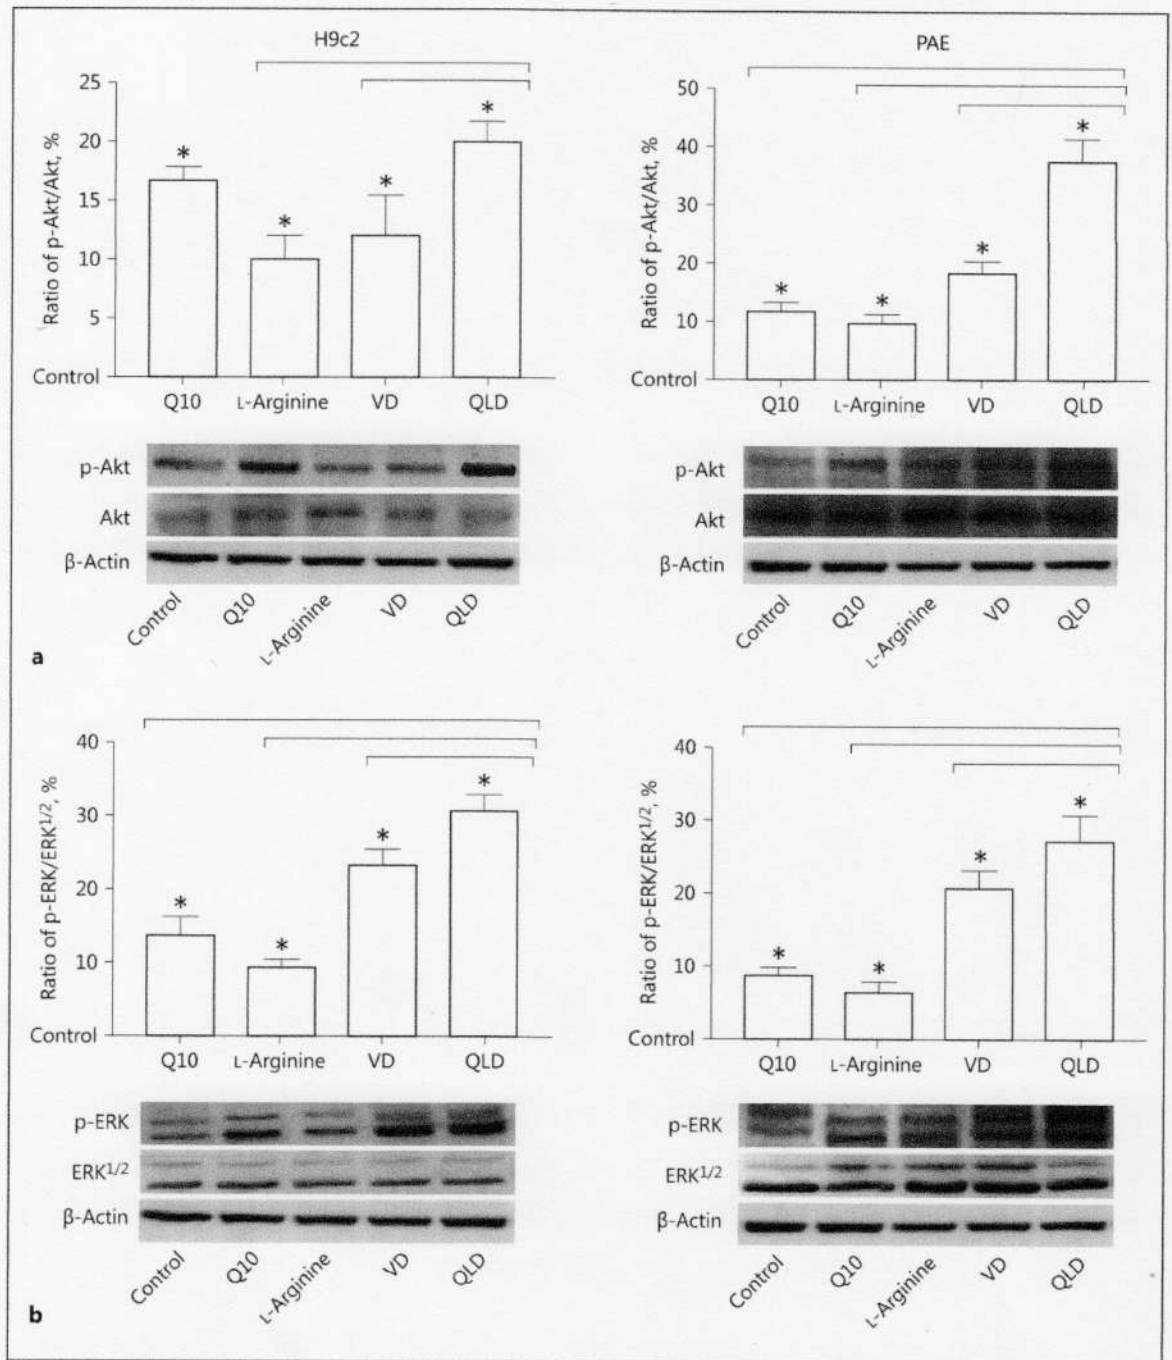 H9c2
Ratio of p-Akt/Akt, %
25
20
15
10
5
Control
*
*
*
*
Q10 L-Arginine VD QLD
p-Akt
Akt
β-Actin
Control Q10 L-Arginine VD QLD
PAE
Ratio of p-Akt/Akt, %
50
40
30
20
10
Control
*
*
*
*
Q10 L-Arginine VD QLD
p-Akt
Akt
β-Actin
Control Q10 L-Arginine VD QLD
a
Ratio of p-ERK/ERK1/2, %
40
30
20
10
Control
*
*
*
*
Q10 L-Arginine VD QLD
p-ERK
ERK1/2
β-Actin
Control Q10 L-Arginine VD QLD
Ratio of p-ERK/ERK1/2, %
40
30
20
10
Control
*
*
*
*
Q10 L-Arginine VD QLD
p-ERK
ERK1/2
β-Actin
Control Q10 L-Arginine VD QLD
b